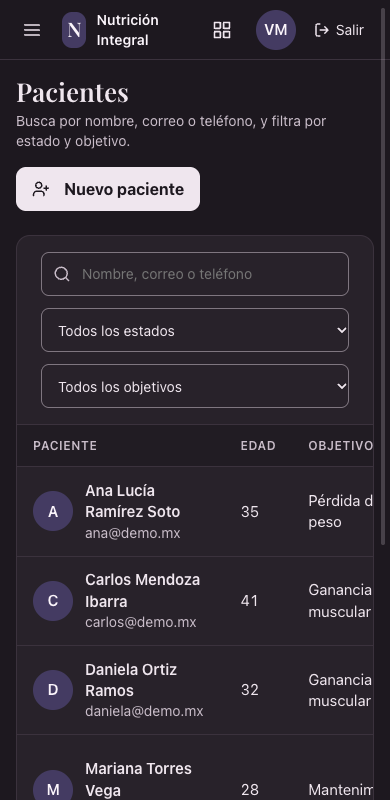 N
Nutrición
Integral
VM
Salir
Pacientes
Busca por nombre, correo o teléfono, y filtra por
estado y objetivo.
Nuevo paciente
Nombre, correo o teléfono
Todos los estados
Todos los objetivos
PACIENTE EDAD OBJETIVO
A
Ana Lucía
Ramírez Soto
ana@demo.mx
35
Pérdida d
peso
C
Carlos Mendoza
Ibarra
carlos@demo.mx
41
Ganancia
muscular
D
Daniela Ortiz
Ramos
daniela@demo.mx
32
Ganancia
muscular
M
Mariana Torres
Vega
28
Mantenim